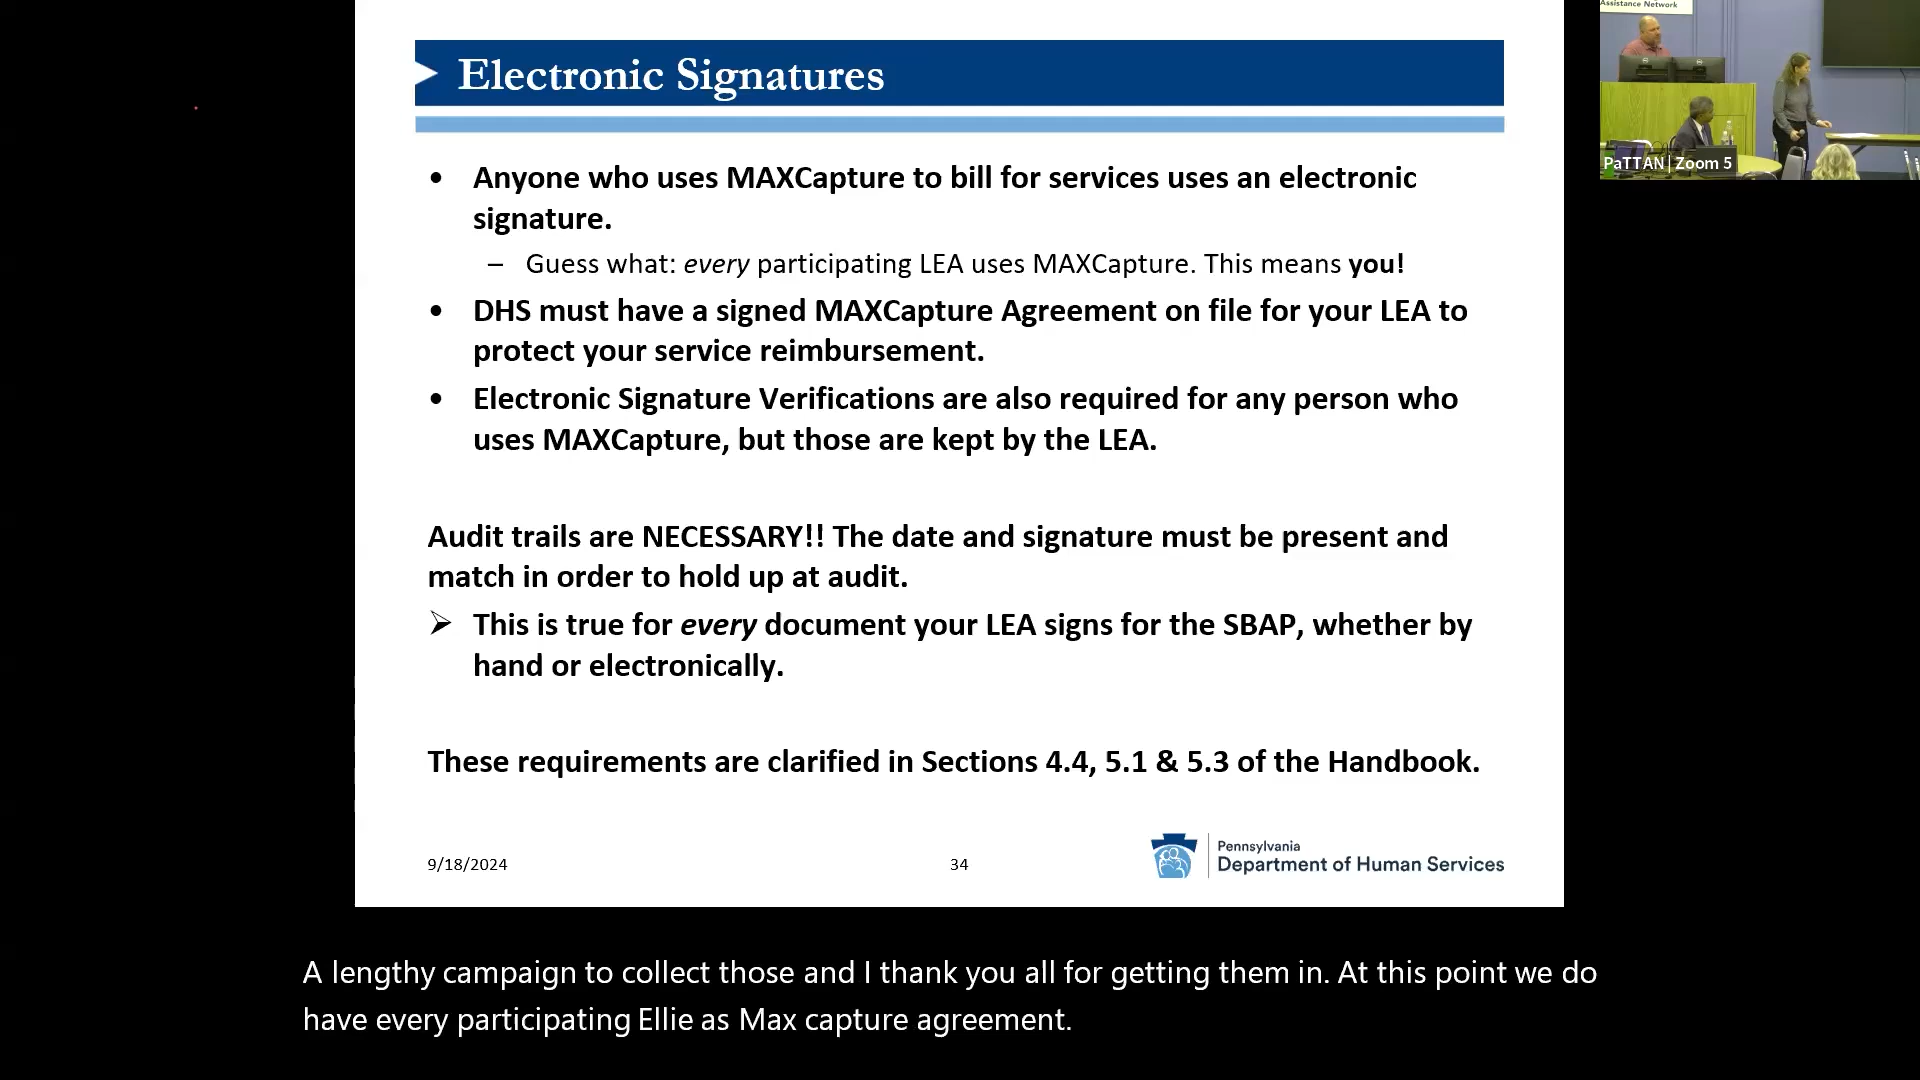 Assistance Network
Electronic Signatures
PaTTAN | Zoom 5
• Anyone who uses MAXCapture to bill for services uses an electronic
signature.
– Guess what: every participating LEA uses MAXCapture. This means you!
• DHS must have a signed MAXCapture Agreement on file for your LEA to
protect your service reimbursement.
• Electronic Signature Verifications are also required for any person who
uses MAXCapture, but those are kept by the LEA.
Audit trails are NECESSARY!! The date and signature must be present and
match in order to hold up at audit.
➢ This is true for every document your LEA signs for the SBAP, whether by
hand or electronically.
These requirements are clarified in Sections 4.4, 5.1 & 5.3 of the Handbook.
9/18/2024
34
Pennsylvania
Department of Human Services
A lengthy campaign to collect those and I thank you all for getting them in. At this point we do
have every participating Ellie as Max capture agreement.